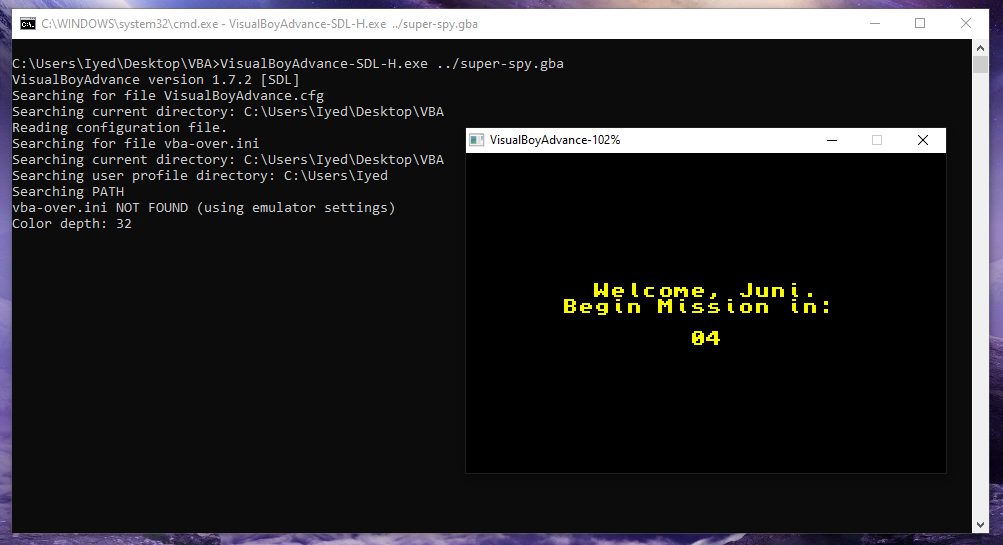 C:\WINDOWS\system32\cmd.exe - VisualBoyAdvance-SDL-H.exe ../super-spy.gba
C:\Users\Iyed\Desktop\VBA>VisualBoyAdvance-SDL-H.exe ../super-spy.gba
VisualBoyAdvance version 1.7.2 [SDL]
Searching for file VisualBoyAdvance.cfg
Searching current directory: C:\Users\Iyed\Desktop\VBA
Reading configuration file.
Searching for file vba-over.ini
Searching current directory: C:\Users\Iyed\Desktop\VBA
Searching user profile directory: C:\Users\Iyed
Searching PATH
vba-over.ini NOT FOUND (using emulator settings)
Color depth: 32
VisualBoyAdvance-102%
Welcome, Juni.
Begin Mission in:
04